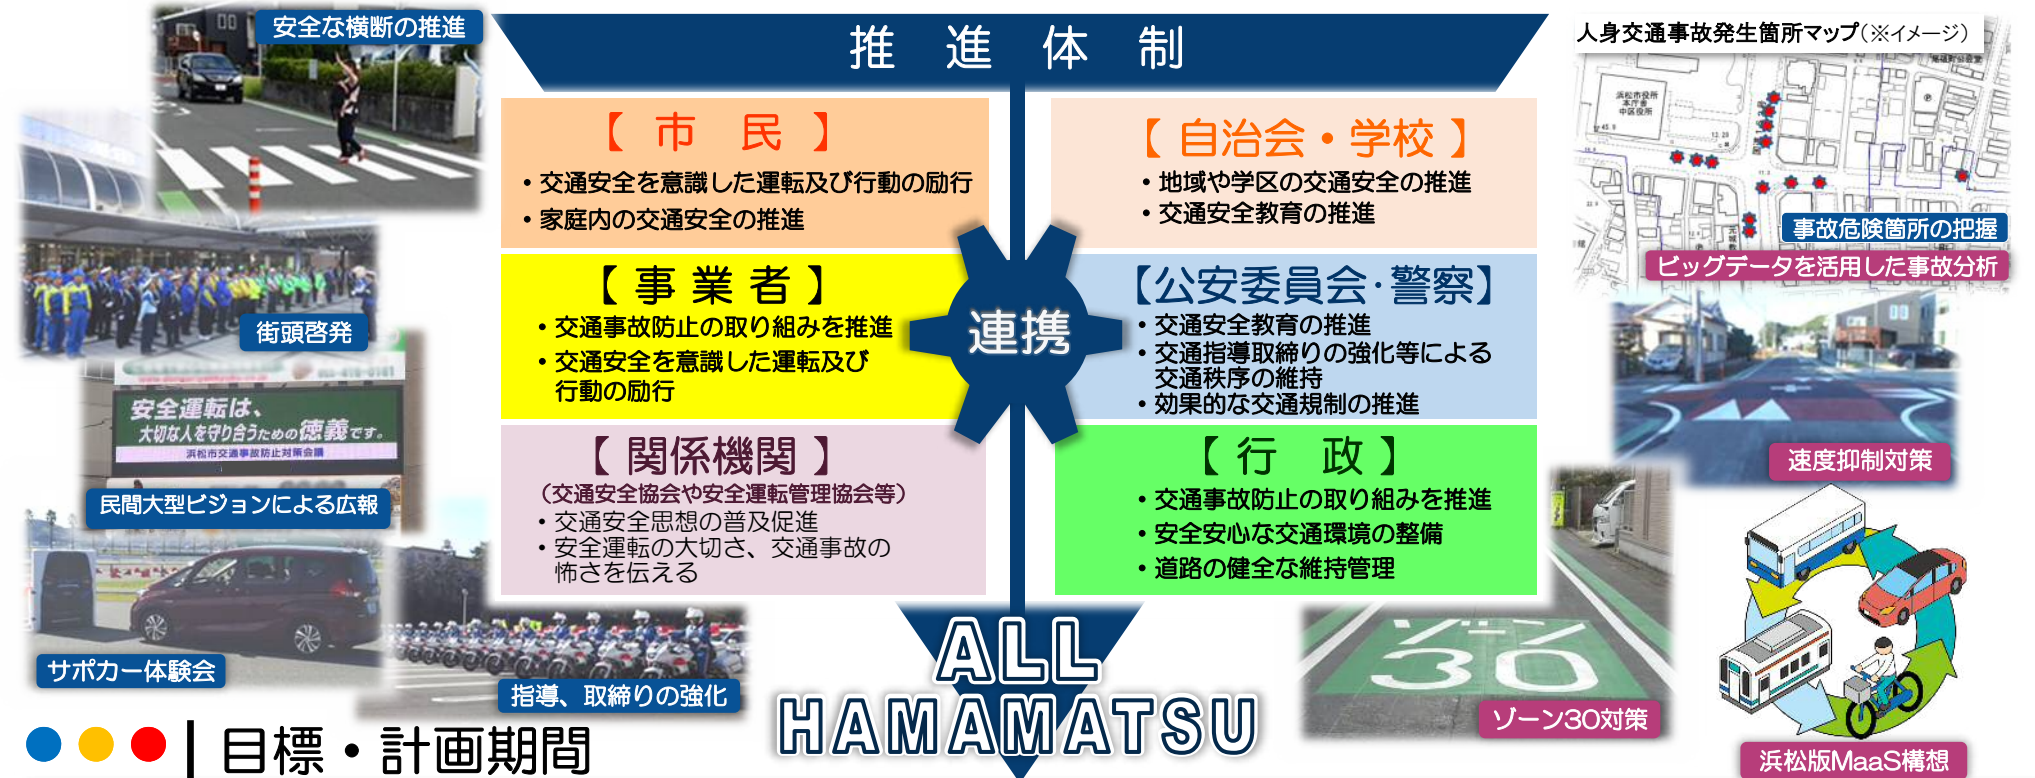 安全な横断の推進
街頭啓発
安全運転は、
大切な人を守り合うための徳義です。
浜松市交通事故防止対策会議
民間大型ビジョンによる広報
サポカー体験会
指導、取締りの強化
推進体制
【市民】
・交通安全を意識した運転及び行動の励行
・家庭内の交通安全の推進
【自治会・学校】
・地域や学区の交通安全の推進
・交通安全教育の推進
【事業者】
・交通事故防止の取り組みを推進
・交通安全を意識した運転及び
行動の励行
連携
【公安委員会・警察】
・交通安全教育の推進
・交通指導取締りの強化等による
交通秩序の維持
・効果的な交通規制の推進
【関係機関】
（交通安全協会や安全運転管理協会等）
・交通安全思想の普及促進
・安全運転の大切さ、交通事故の
怖さを伝える
【行政】
・交通事故防止の取り組みを推進
・安全安心な交通環境の整備
・道路の健全な維持管理
ALL
HAMAMATSU
人身交通事故発生箇所マップ（※イメージ）
浜松市役所
本庁舎
中区役所
事故危険箇所の把握
ビッグデータを活用した事故分析
速度抑制対策
ゾーン
30
ゾーン30対策
浜松版MaaS構想
目標・計画期間